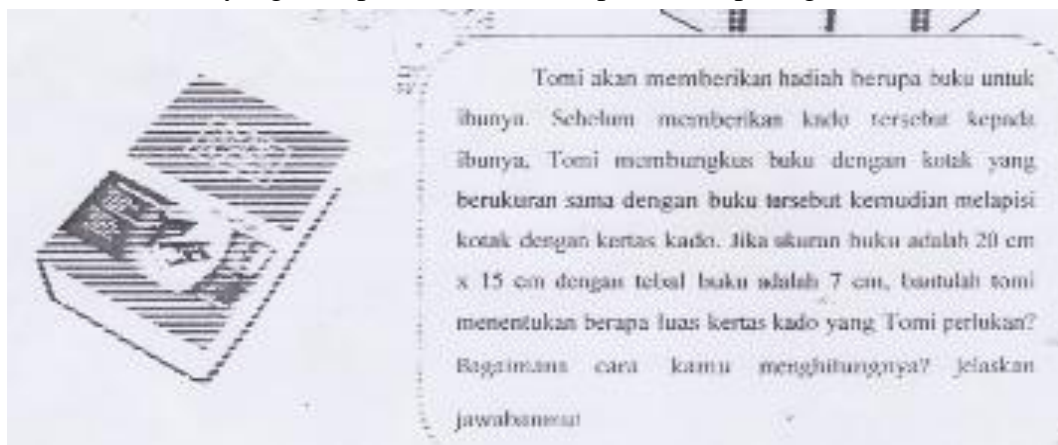 Tomi akan memberikan hadiah berupa buku untuk
ibunya. Sebelum memberikan kado tersebut kepada
ibunya, Tomi membungkus buku dengan kotak yang
berukuran sama dengan buku tersebut kemudian melapisi
kotak dengan kertas kado. Jika ukuran buku adalah 20 cm
x 15 cm dengan tebal buku adalah 7 cm, bantulah tomi
menentukan berapa luas kertas kado yang Tomi perlukan?
Bagaimana cara kamu menghitungnya? jelaskan
jawabanmu!